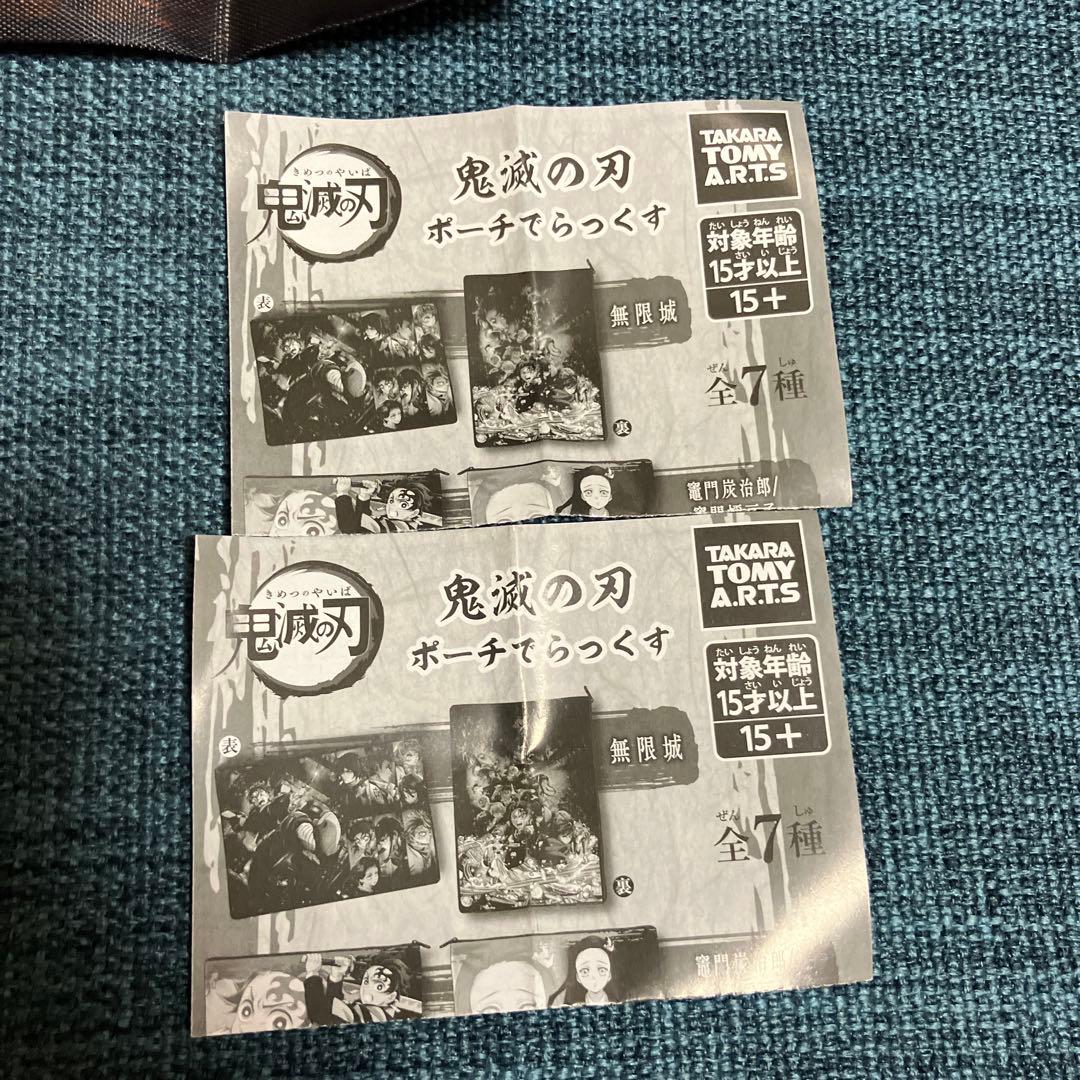 きめつのやいば
鬼滅の刃
鬼滅の刃
ポーチでらっくす
TAKARA
TOMY
A.R.T.S
たいしょうねんれい
対象年齢
さいいじょう
15才以上
15+
表
無限城
裏
ぜん しゅ
全7種
竈門炭治郎/
きめつのやいば
鬼滅の刃
鬼滅の刃
ポーチでらっくす
TAKARA
TOMY
A.R.T.S
たいしょうねんれい
対象年齢
さいいじょう
15才以上
15+
表
無限城
裏
ぜん しゅ
全7種
竈門炭治郎/